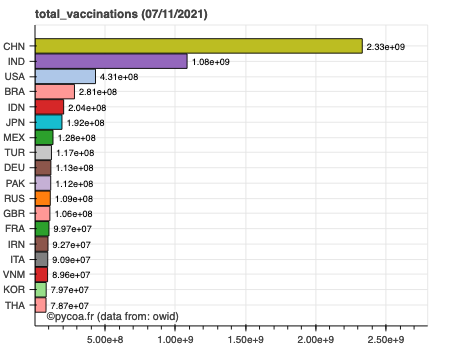 total_vaccinations (07/11/2021)
CHN 2.33e+09
IND 1.08e+09
USA 4.31e+08
BRA 2.81e+08
IDN 2.04e+08
JPN 1.92e+08
MEX 1.28e+08
TUR 1.17e+08
DEU 1.13e+08
PAK 1.12e+08
RUS 1.09e+08
GBR 1.06e+08
FRA 9.97e+07
IRN 9.27e+07
ITA 9.09e+07
VNM 8.96e+07
KOR 7.97e+07
THA 7.87e+07
©pycoa.fr (data from: owid)
5.00e+8 1.00e+9 1.50e+9 2.00e+9 2.50e+9